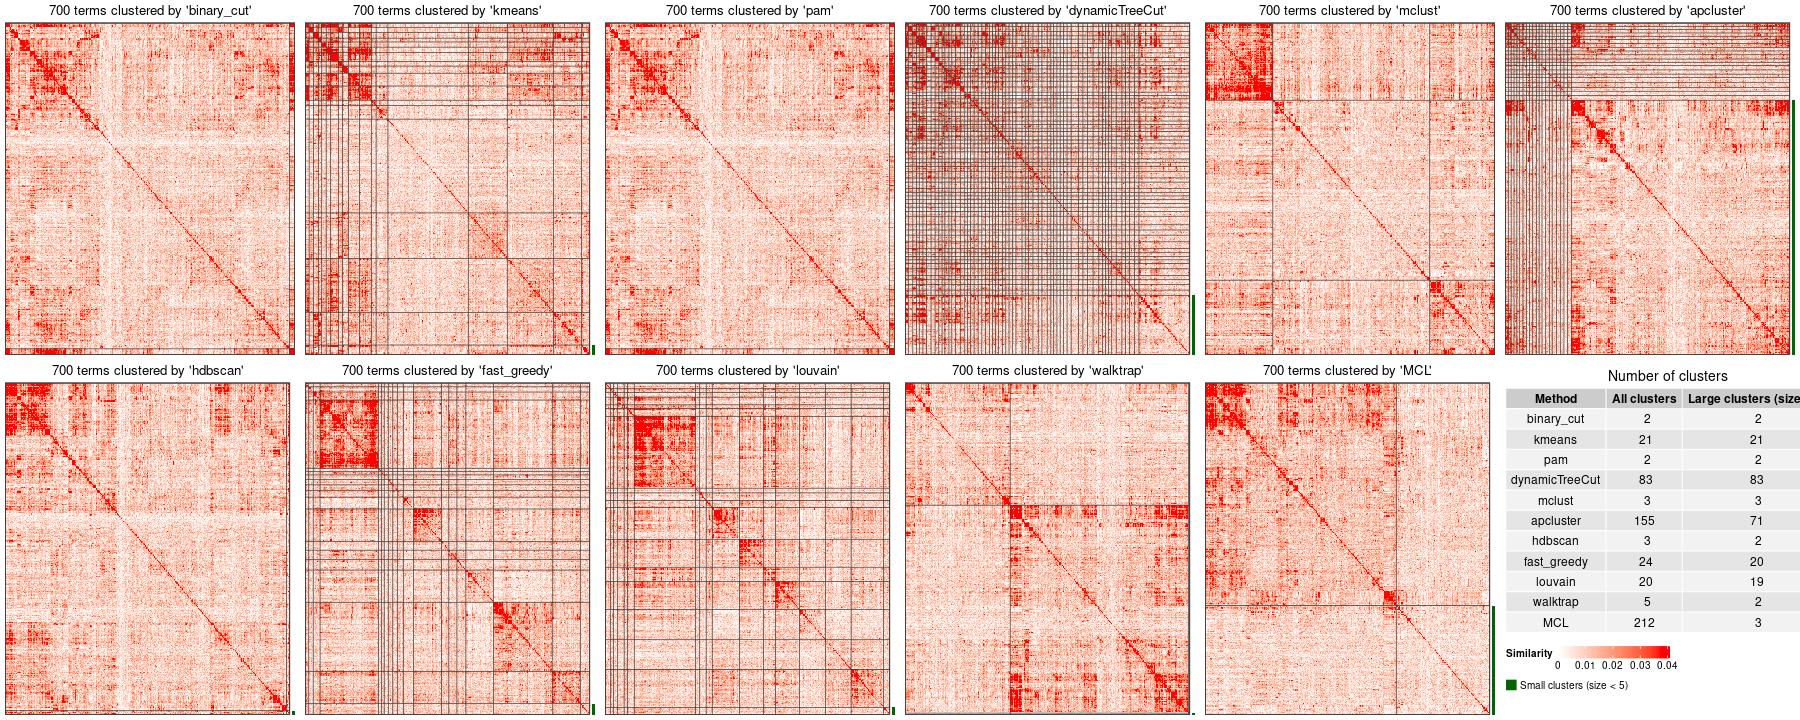 700 terms clustered by 'binary_cut'
700 terms clustered by 'kmeans'
700 terms clustered by 'pam'
700 terms clustered by 'dynamicTreeCut'
700 terms clustered by 'mclust'
700 terms clustered by 'apcluster'
700 terms clustered by 'hdbscan'
700 terms clustered by 'fast_greedy'
700 terms clustered by 'louvain'
700 terms clustered by 'walktrap'
700 terms clustered by 'MCL'
Number of clusters
Method All clusters Large clusters (size
binary_cut 2 2
kmeans 21 21
pam 2 2
dynamicTreeCut 83 83
mclust 3 3
apcluster 155 71
hdbscan 3 2
fast_greedy 24 20
louvain 20 19
walktrap 5 2
MCL 212 3
Similarity
0 0.01 0.02 0.03 0.04
Small clusters (size < 5)